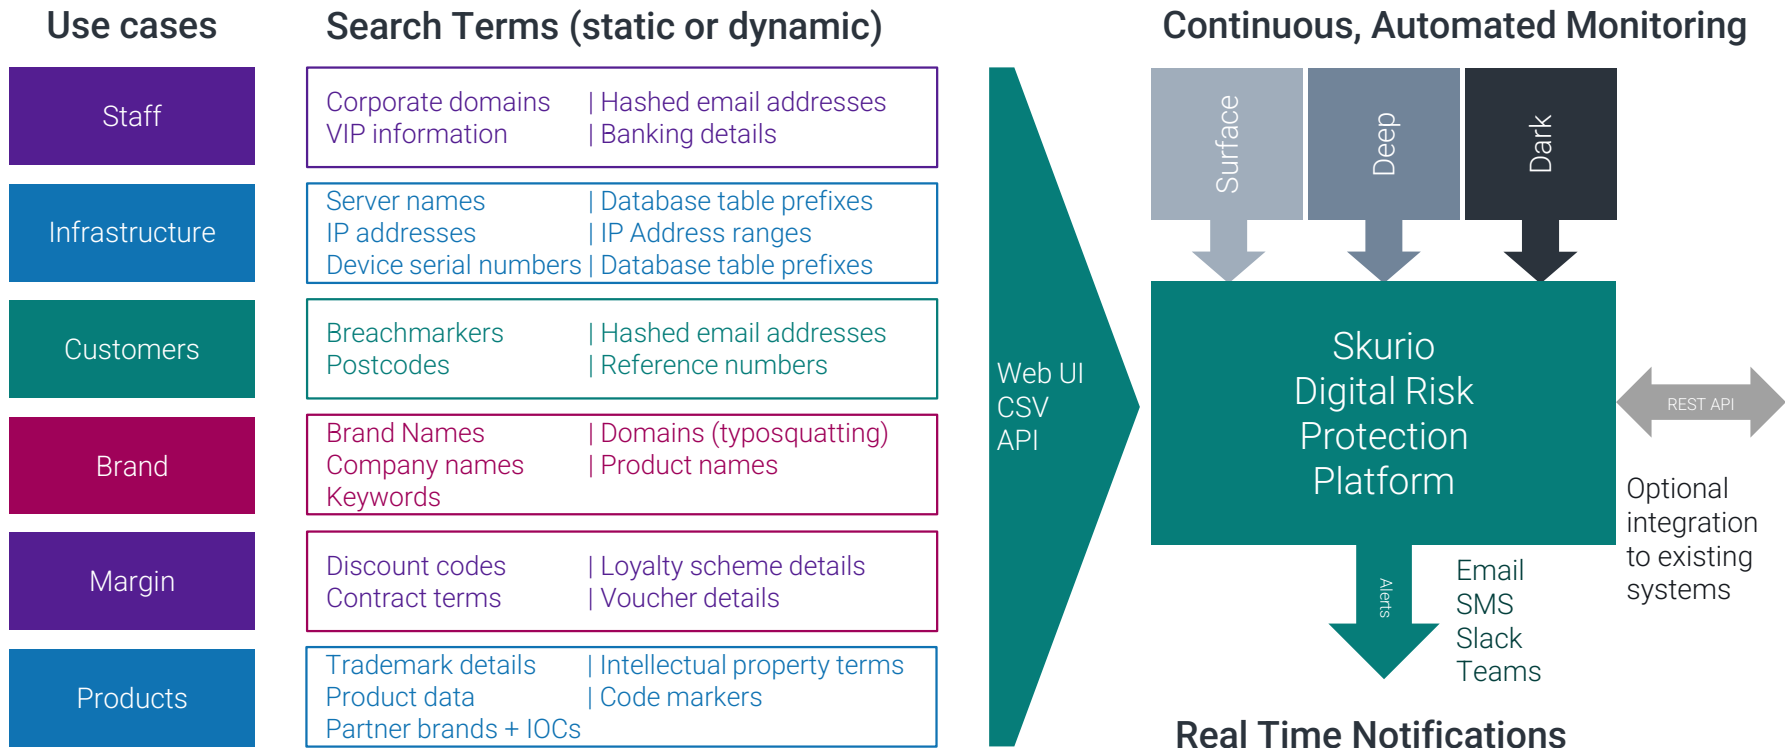 Use cases
Search Terms (static or dynamic)
Continuous, Automated Monitoring
Staff
Corporate domains | Hashed email addresses
VIP information | Banking details
Infrastructure
Server names | Database table prefixes
IP addresses | IP Address ranges
Device serial numbers | Database table prefixes
Customers
Breachmarkers | Hashed email addresses
Postcodes | Reference numbers
Brand
Brand Names | Domains (typosquatting)
Company names | Product names
Keywords
Margin
Discount codes | Loyalty scheme details
Contract terms | Voucher details
Products
Trademark details | Intellectual property terms
Product data | Code markers
Partner brands + IOCs
Web UI
CSV
API
Surface
Deep
Dark
Skurio
Digital Risk
Protection
Platform
REST API
Optional
integration
to existing
systems
Alerts
Email
SMS
Slack
Teams
Real Time Notifications